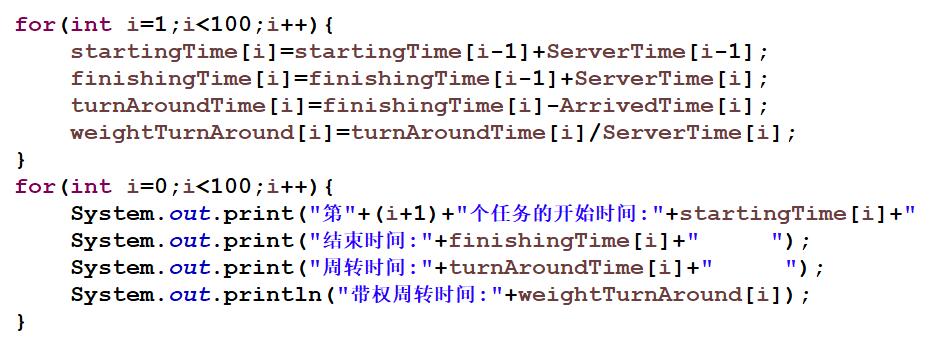 for(int i=1;i<100;i++){
    startingTime[i]=startingTime[i-1]+ServerTime[i-1];
    finishingTime[i]=finishingTime[i-1]+ServerTime[i];
    turnAroundTime[i]=finishingTime[i]-ArrivedTime[i];
    weightTurnAround[i]=turnAroundTime[i]/ServerTime[i];
}
for(int i=0;i<100;i++){
    System.out.print("第"+(i+1)+"个任务的开始时间:"+startingTime[i]+"
    System.out.print("结束时间:"+finishingTime[i]+"     ");
    System.out.print("周转时间:"+turnAroundTime[i]+"     ");
    System.out.println("带权周转时间:"+weightTurnAround[i]);
}